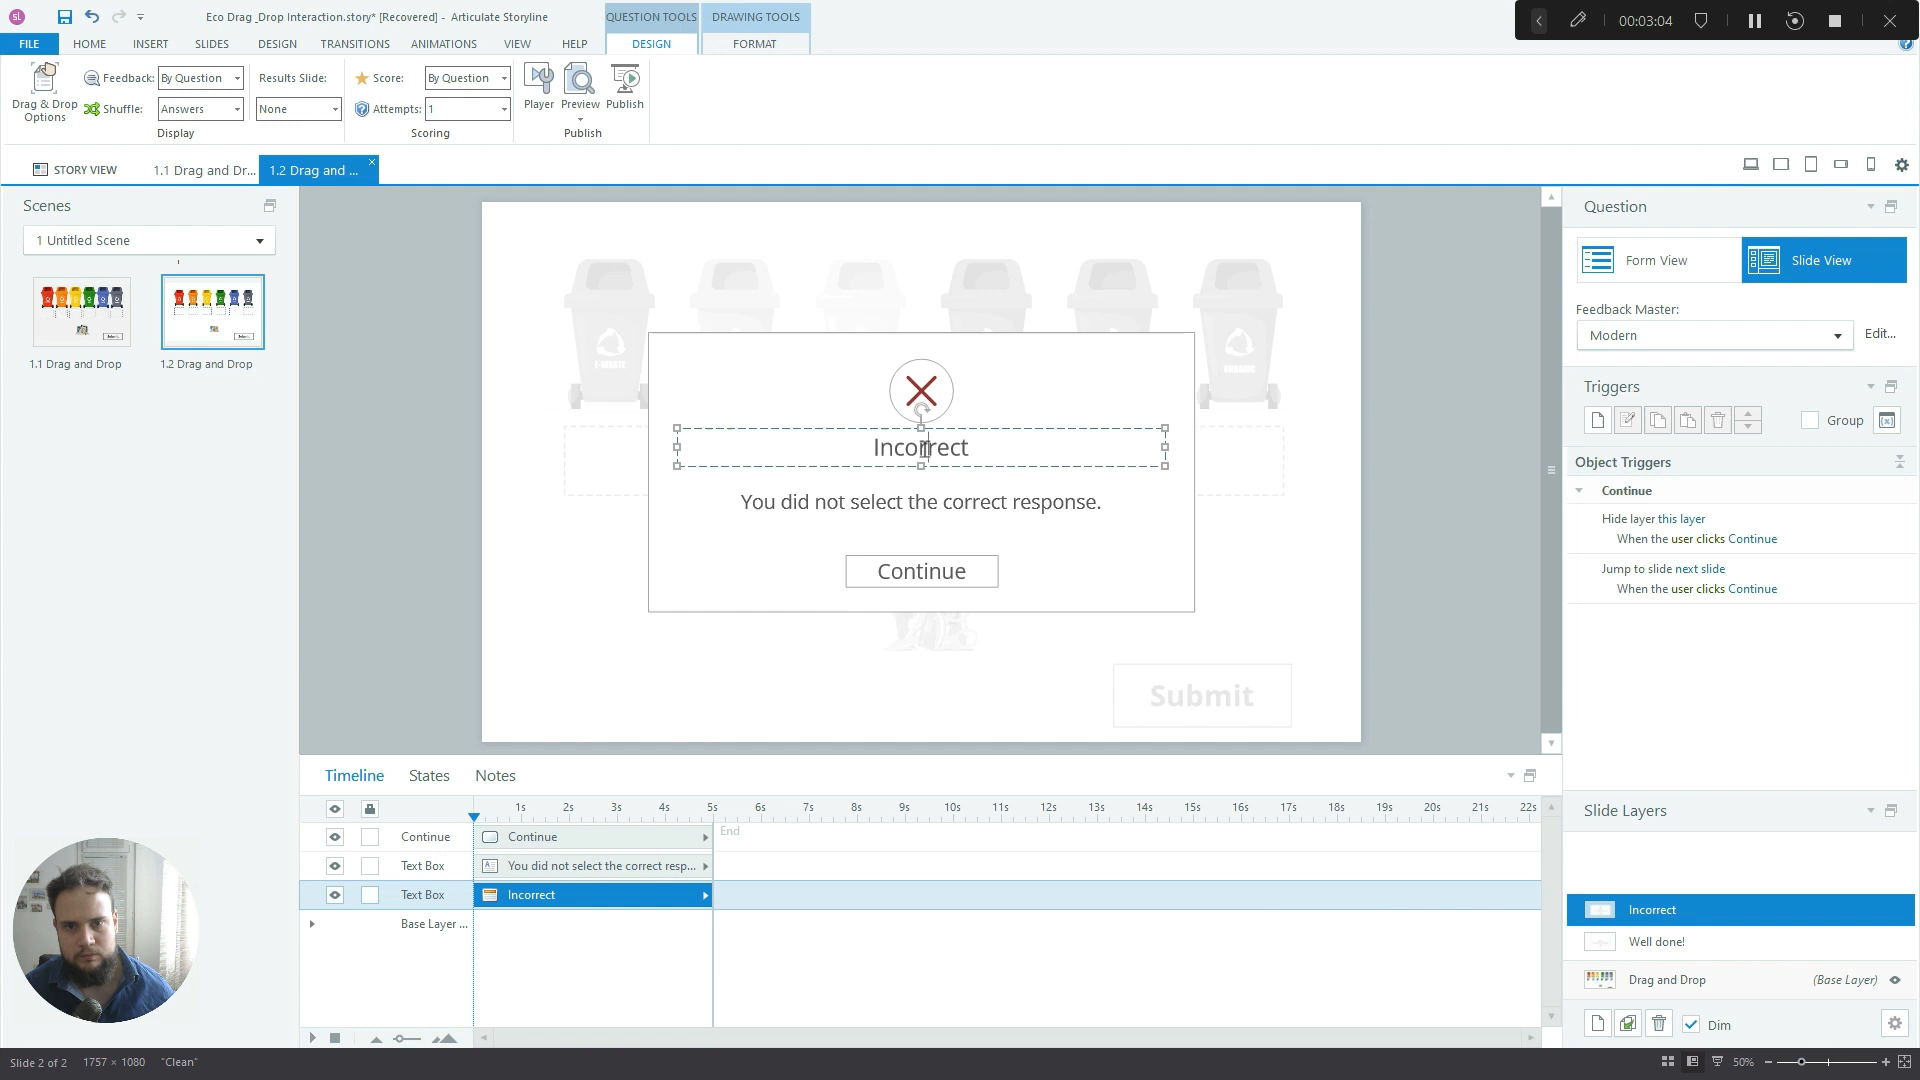 Eco Drag _Drop Interaction.story* [Recovered] - Articulate Storyline
QUESTION TOOLS
DRAWING TOOLS
00:03:04
FILE
HOME
INSERT
SLIDES
DESIGN
TRANSITIONS
ANIMATIONS
VIEW
HELP
DESIGN
FORMAT
Drag & Drop
Options
Feedback:
By Question
Shuffle:
Answers
Results Slide:
None
Display
Score:
By Question
Attempts:
1
Scoring
Player
Preview
Publish
Publish
STORY VIEW
1.1 Drag and Dr...
1.2 Drag and ...
Scenes
1 Untitled Scene
1.1 Drag and Drop
1.2 Drag and Drop
E-WASTE
ORGANIC
Incorrect
You did not select the correct response.
Continue
Submit
Question
Form View
Slide View
Feedback Master:
Modern
Edit...
Triggers
Group
Object Triggers
Continue
Hide layer this layer
When the user clicks Continue
Jump to slide next slide
When the user clicks Continue
Timeline
States
Notes
1s 2s 3s 4s 5s 6s 7s 8s 9s 10s 11s 12s 13s 14s 15s 16s 17s 18s 19s 20s 21s 22s
Continue
Continue
End
Text Box
You did not select the correct resp...
Text Box
Incorrect
Base Layer ...
Slide Layers
Incorrect
Well done!
Drag and Drop
(Base Layer)
Dim
Slide 2 of 2
1757 × 1080
"Clean"
50%